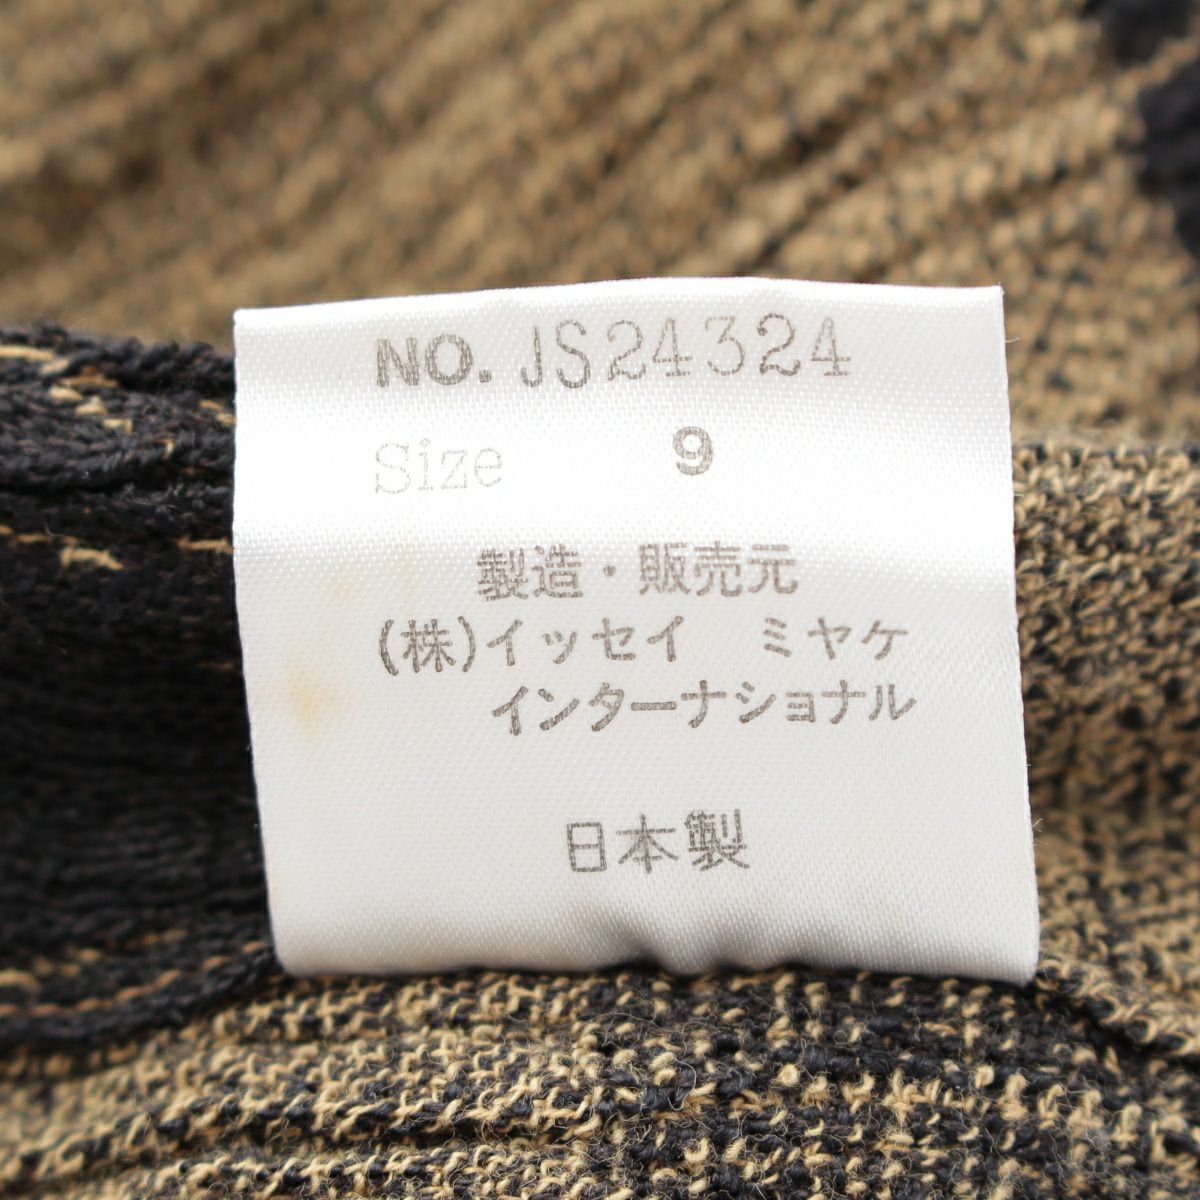 NO. JS24324
Size 9
製造・販売元
(株)イッセイ ミヤケ
インターナショナル
日本製